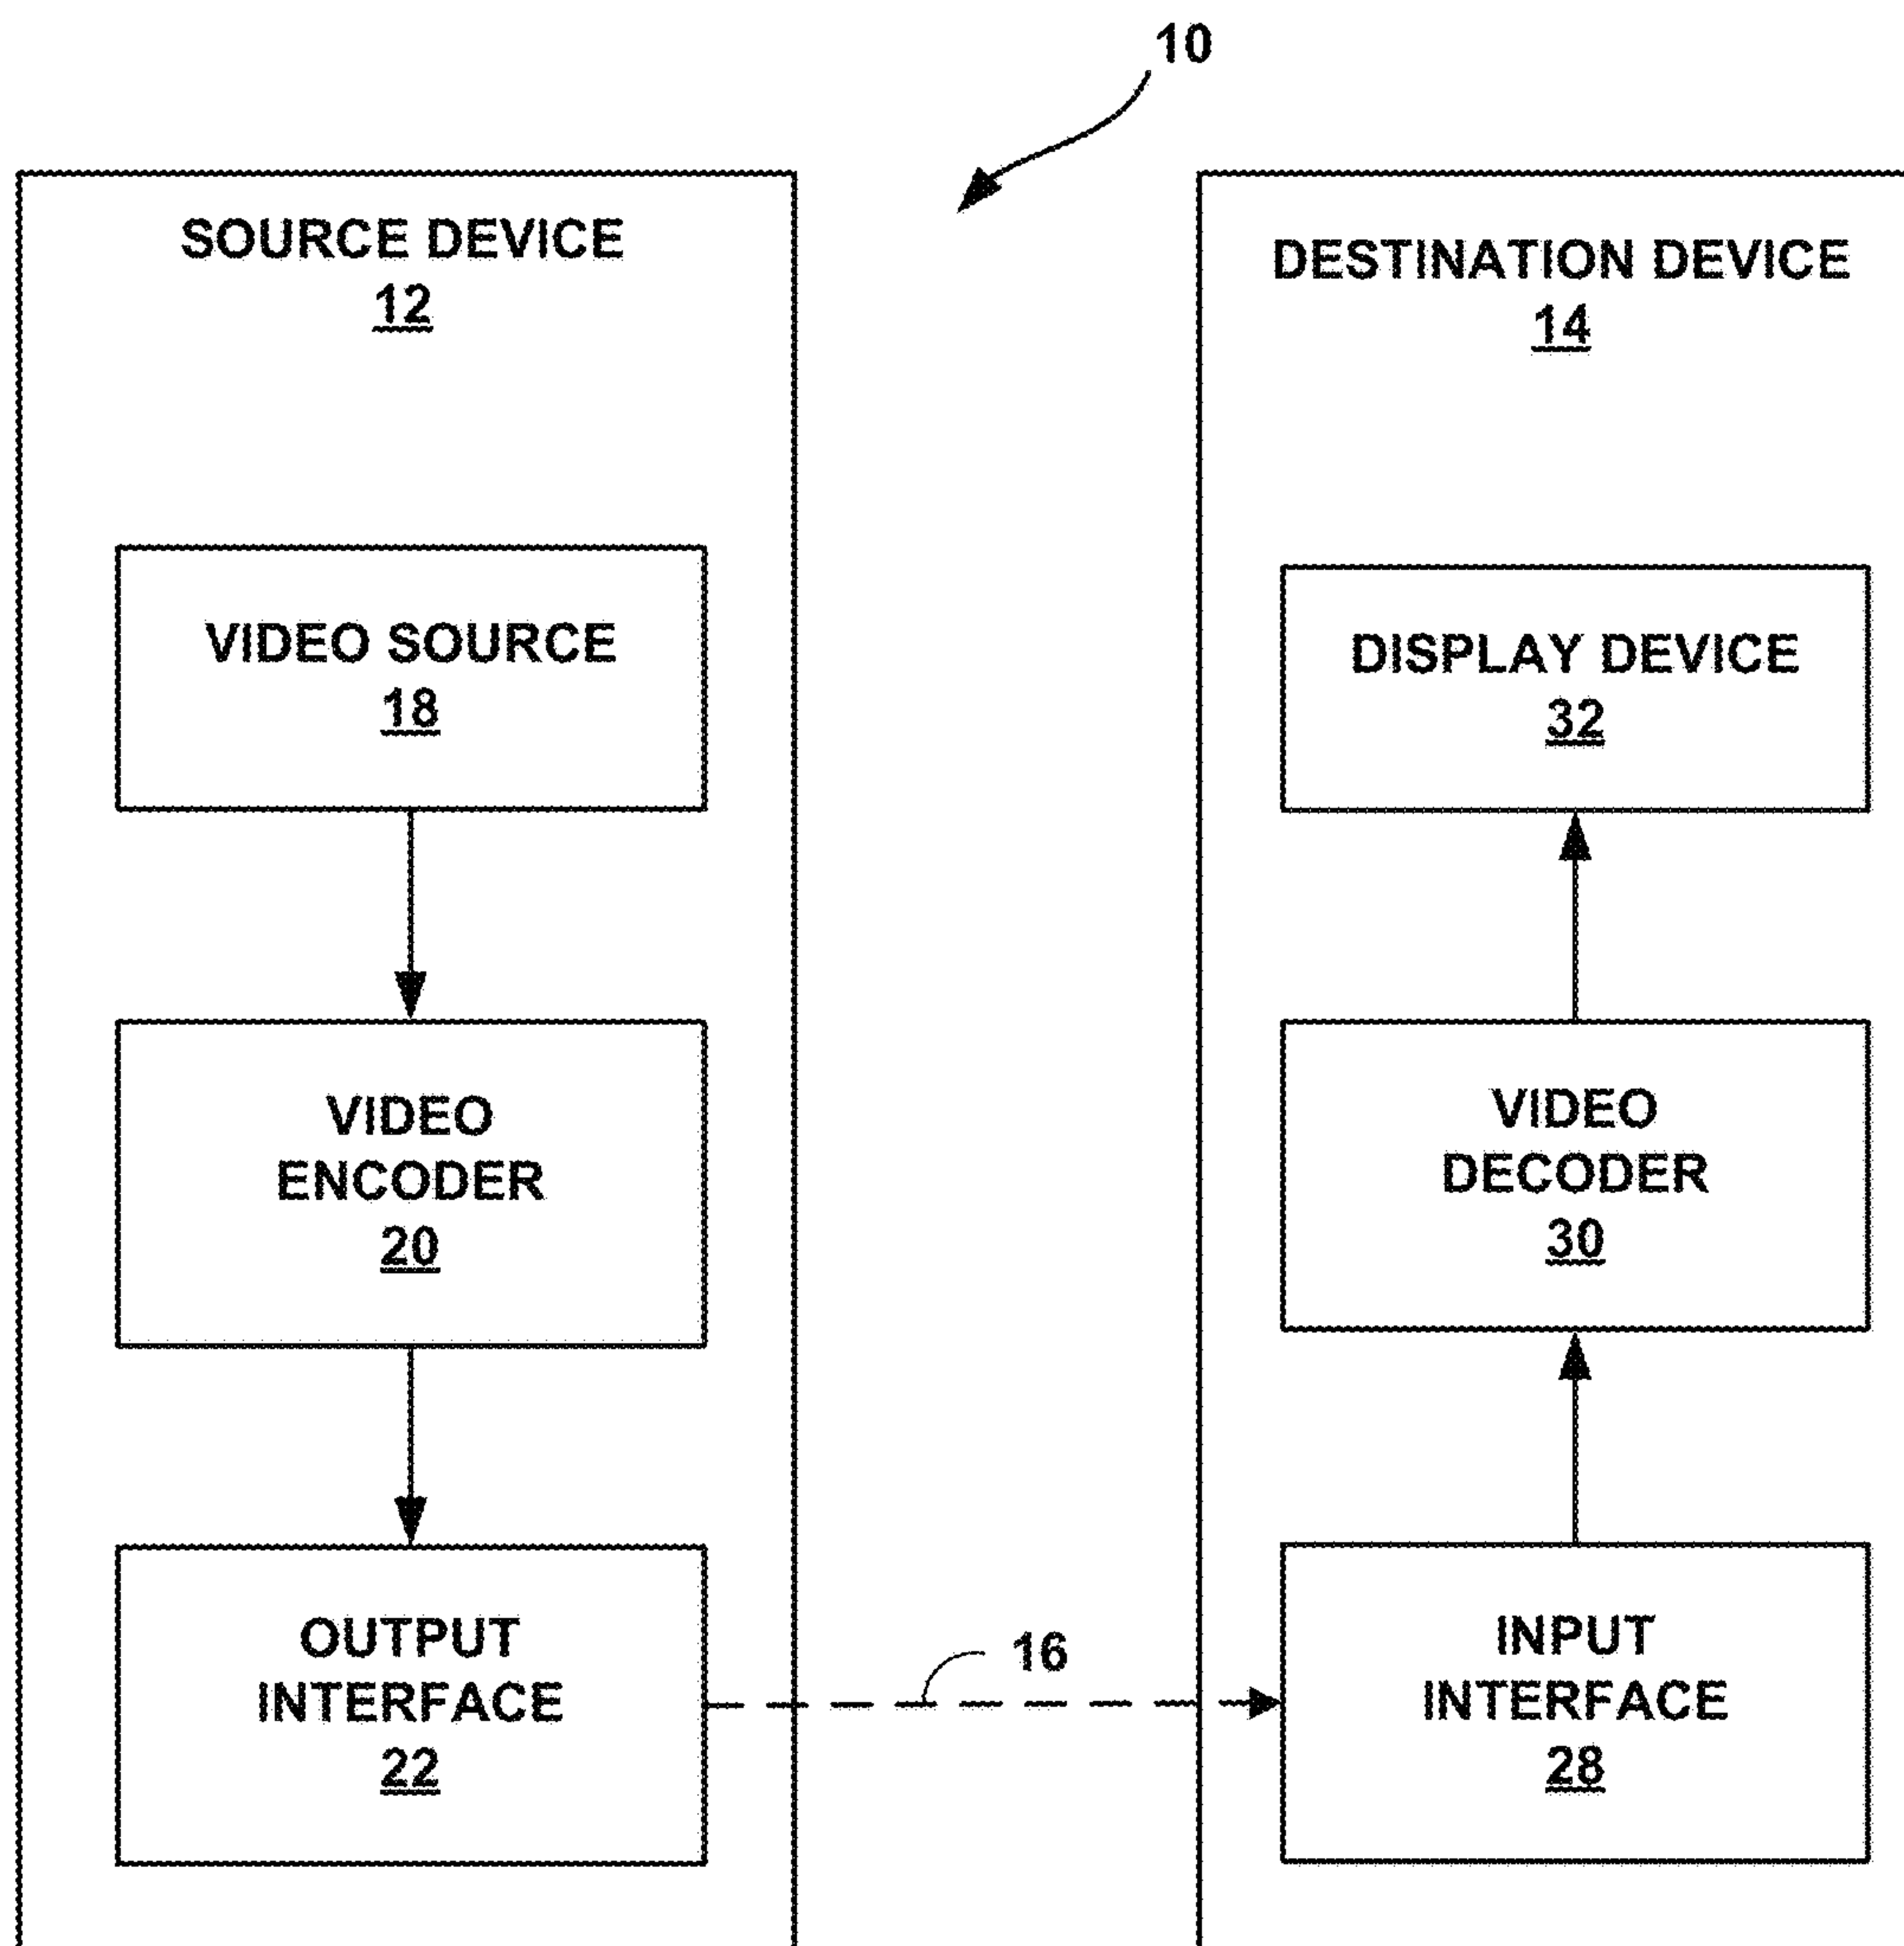 10
SOURCE DEVICE
12
VIDEO SOURCE
18
VIDEO
ENCODER
20
OUTPUT
INTERFACE
22
16
DESTINATION DEVICE
14
DISPLAY DEVICE
32
VIDEO
DECODER
30
INPUT
INTERFACE
28